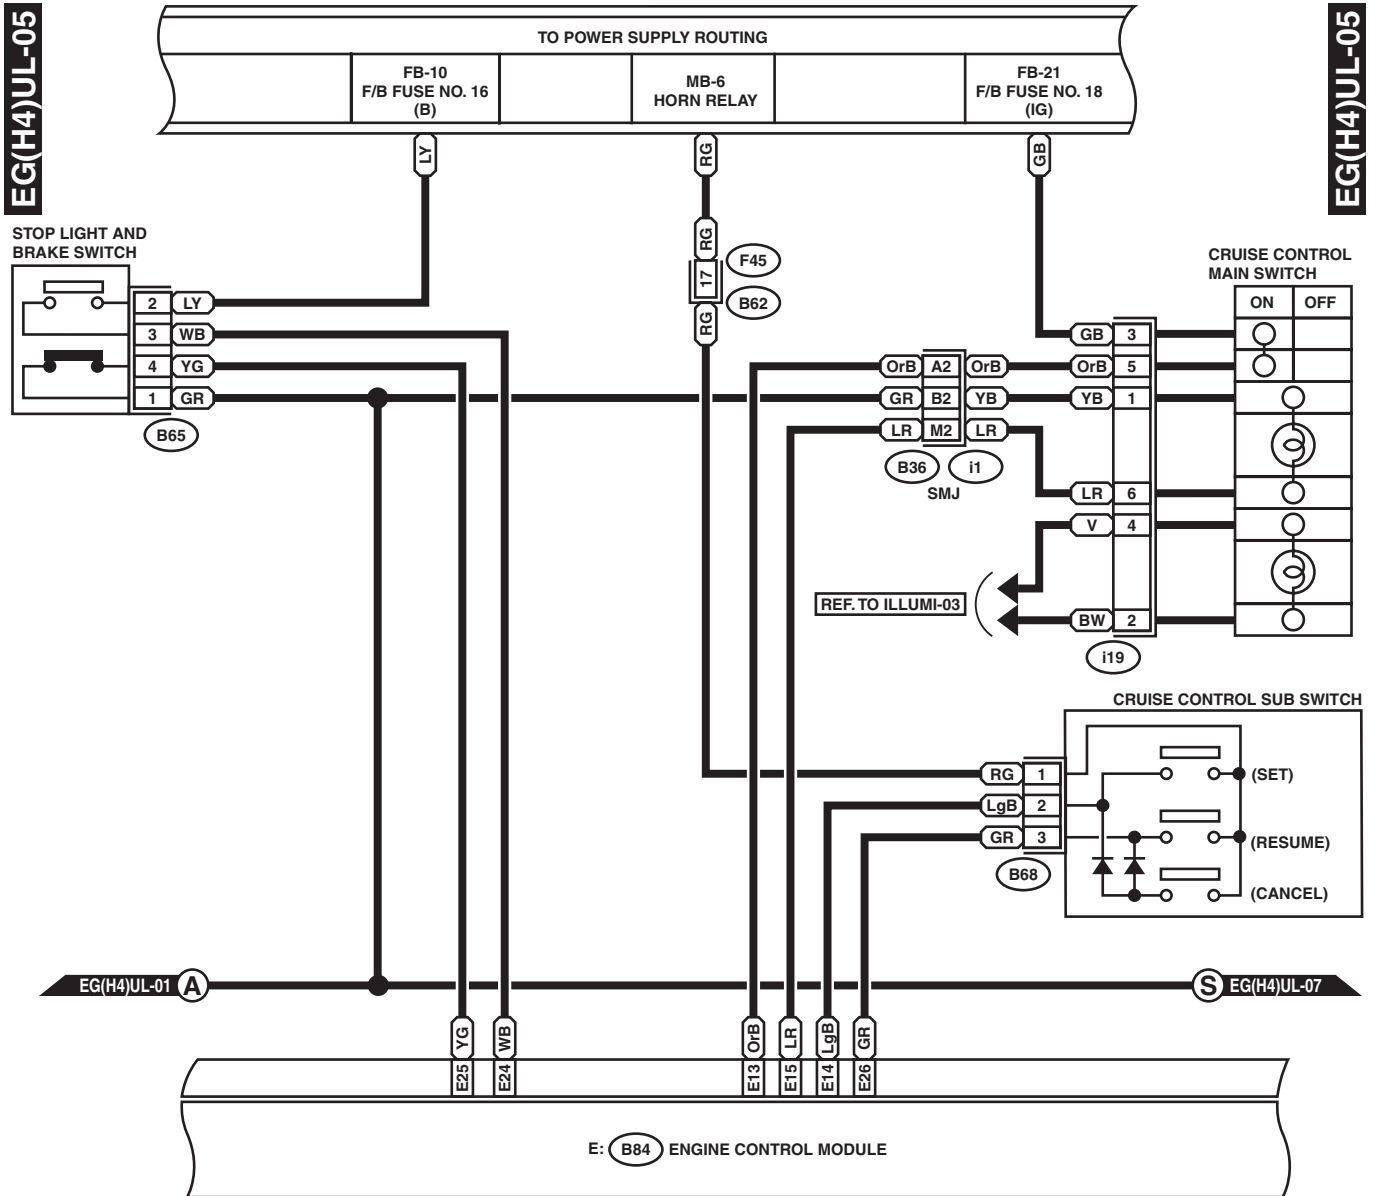 EG(H4)UL-05
EG(H4)UL-05
TO POWER SUPPLY ROUTING
FB-10
F/B FUSE NO. 16
(B)
MB-6
HORN RELAY
FB-21
F/B FUSE NO. 18
(IG)
LY
RG
GB
STOP LIGHT AND
BRAKE SWITCH
RG
17
F45
B62
RG
CRUISE CONTROL
MAIN SWITCH
ON OFF
2 LY
3 WB
4 YG
1 GR
B65
GB 3
OrB A2 OrB OrB 5
GR B2 YB YB 1
LR M2 LR
B36 i1
SMJ
LR 6
V 4
REF. TO ILLUMI-03
BW 2
i19
CRUISE CONTROL SUB SWITCH
RG 1
LgB 2
GR 3
B68
(SET)
(RESUME)
(CANCEL)
EG(H4)UL-01 A
S EG(H4)UL-07
YG WB OrB LR LgB GR
E25 E24 E13 E15 E14 E26
E: B84 ENGINE CONTROL MODULE